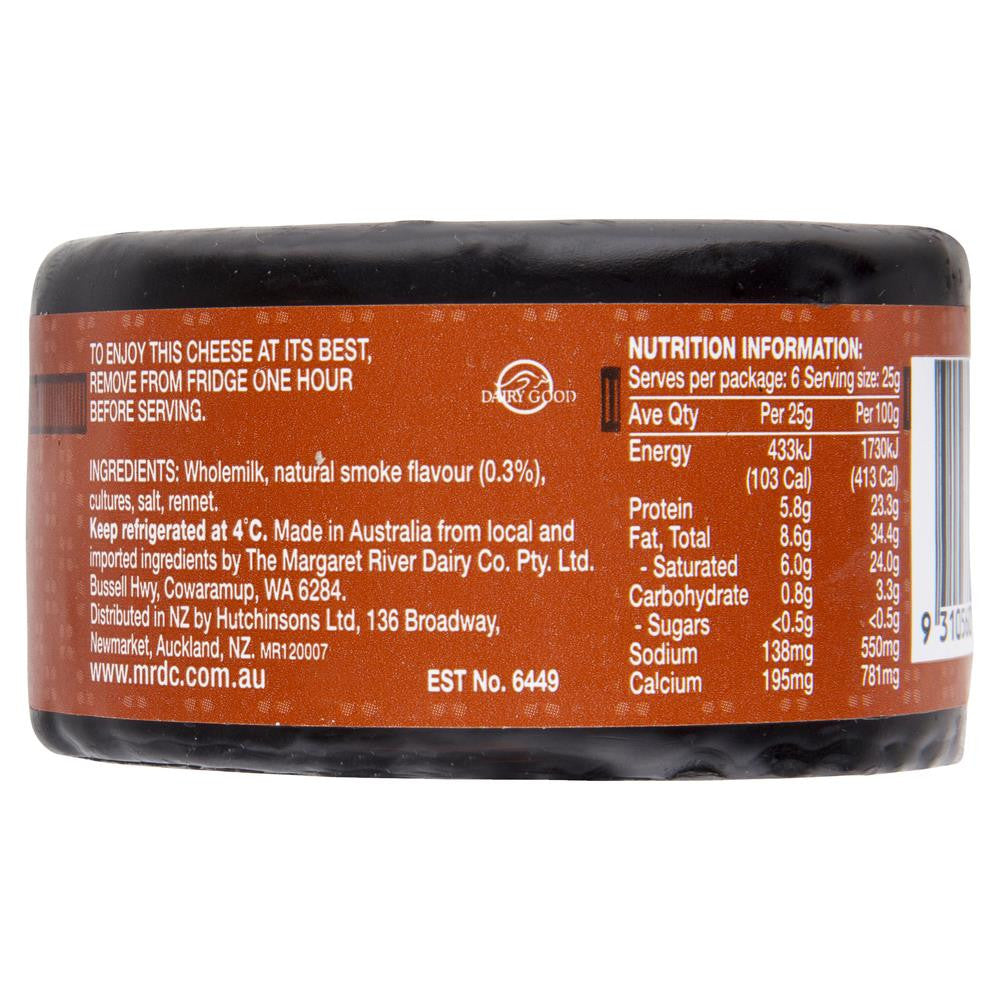 TO ENJOY THIS CHEESE AT ITS BEST,
REMOVE FROM FRIDGE ONE HOUR
BEFORE SERVING.
DAIRY GOOD
INGREDIENTS: Wholemilk, natural smoke flavour (0.3%),
cultures, salt, rennet.
Keep refrigerated at 4°C. Made in Australia from local and
imported ingredients by The Margaret River Dairy Co. Pty. Ltd.
Bussell Hwy, Cowaramup, WA 6284.
Distributed in NZ by Hutchinsons Ltd, 136 Broadway,
Newmarket, Auckland, NZ. MR120007
www.mrdc.com.au
EST No. 6449
NUTRITION INFORMATION:
Serves per package: 6 Serving size: 25g
Ave Qty Per 25g Per 100g
Energy 433kJ 1730kJ
(103 Cal) (413 Cal)
Protein 5.8g 23.3g
Fat, Total 8.6g 34.4g
- Saturated 6.0g 24.0g
Carbohydrate 0.8g 3.3g
- Sugars <0.5g <0.5g
Sodium 138mg 550mg
Calcium 195mg 781mg